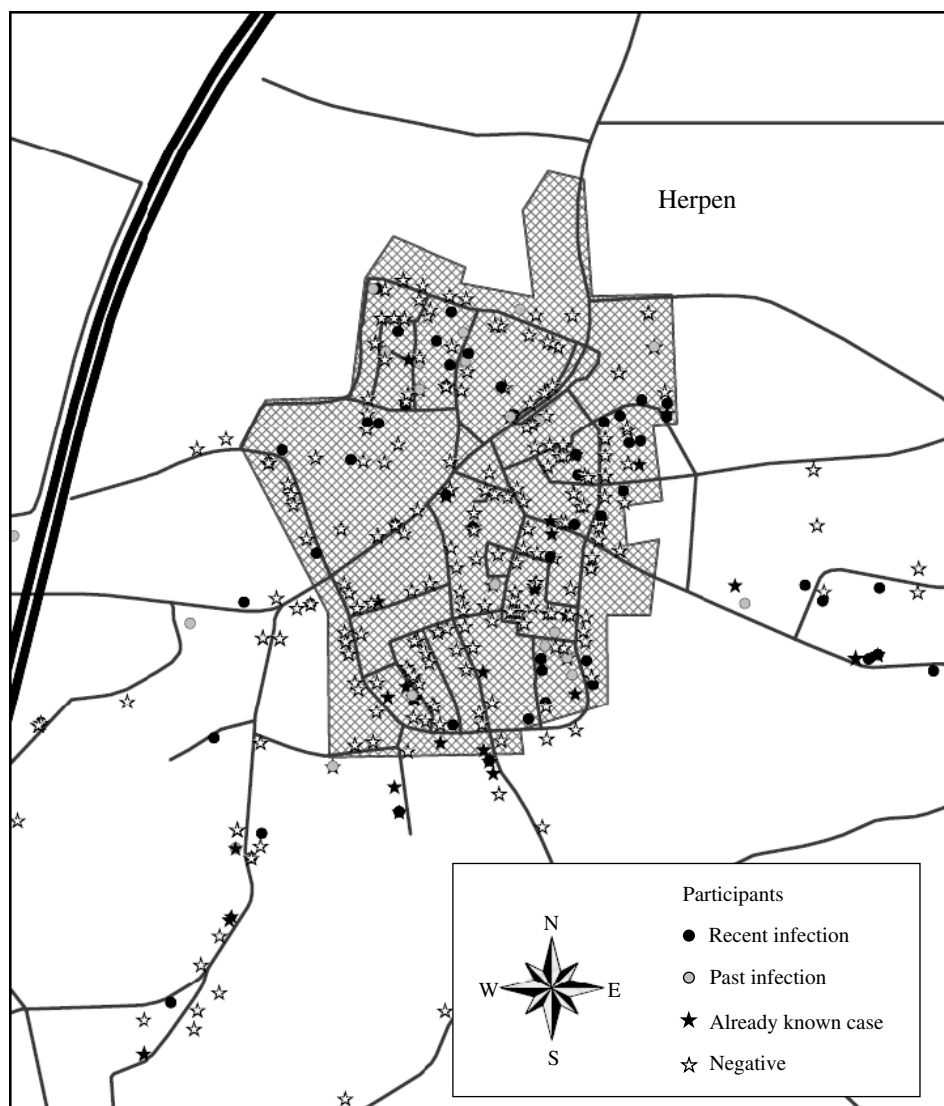 Herpen
Participants
N
Recent infection
W
E
Past infection
Already known case
S
Negative